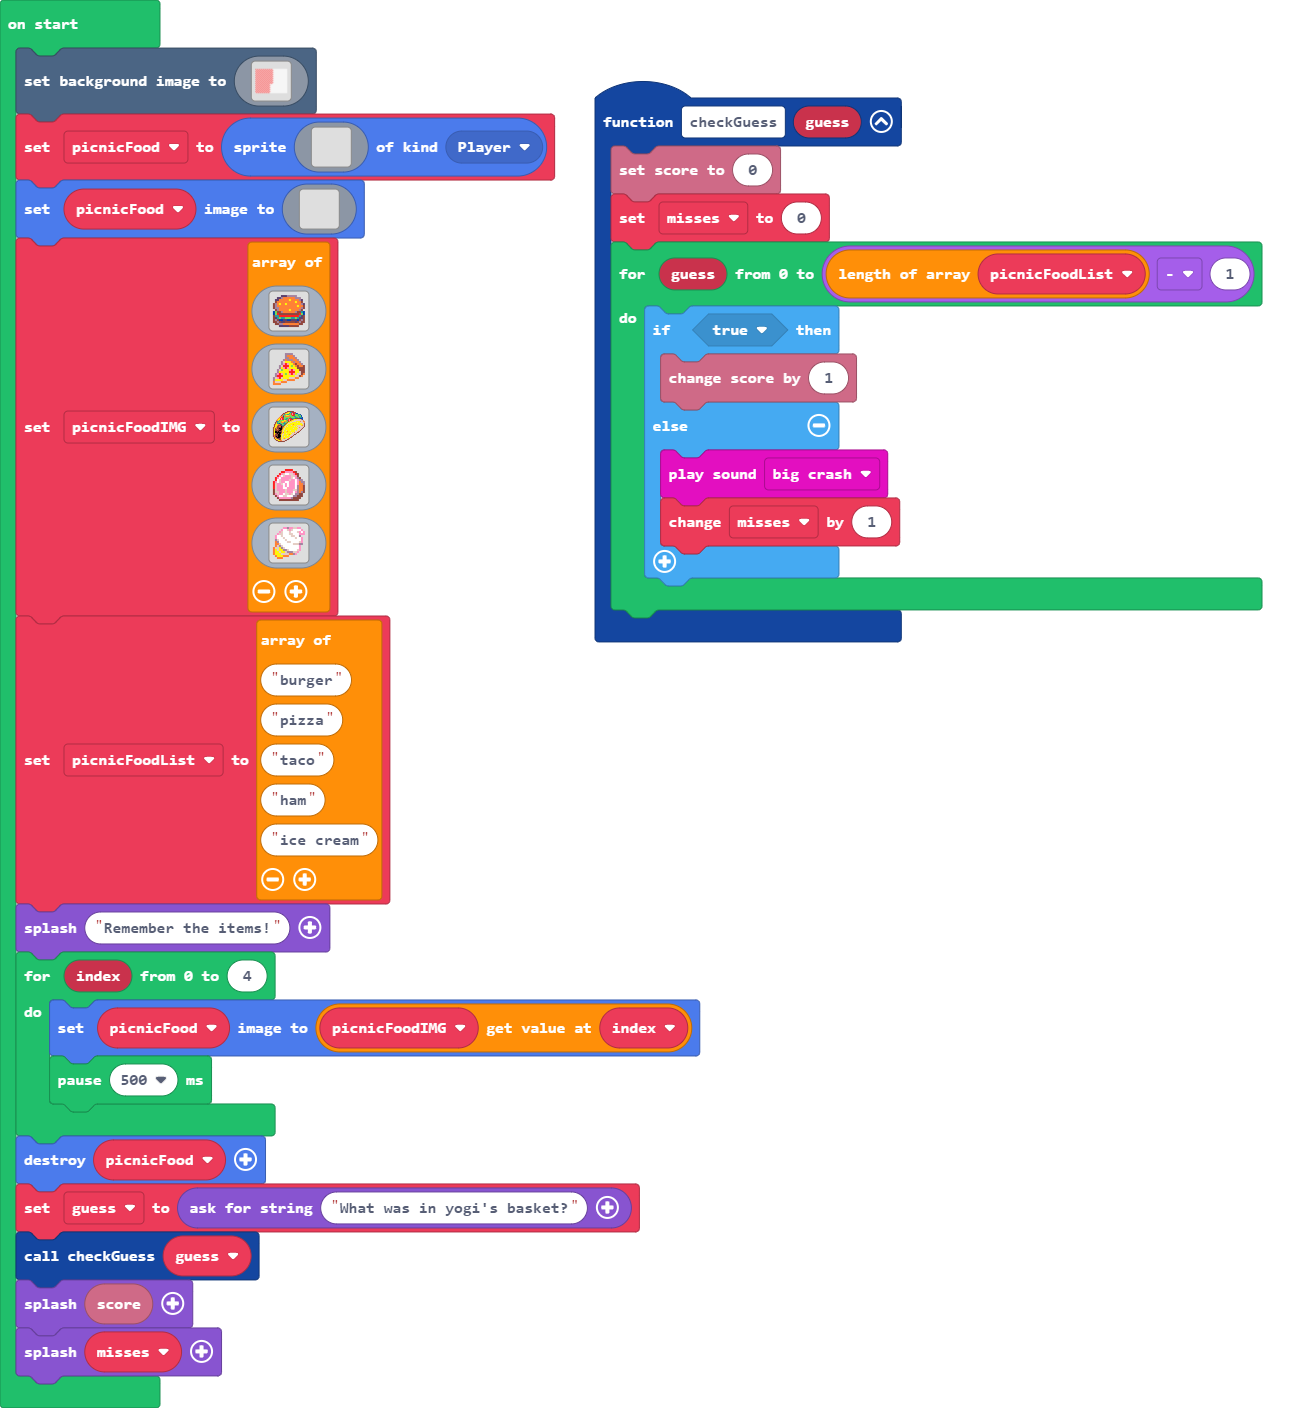 on start
set background image to
set picnicFood to sprite of kind Player
set picnicFood image to
set picnicFoodIMG to array of
set picnicFoodList to array of
"burger"
"pizza"
"taco"
"ham"
"ice cream"
splash "Remember the items!"
for index from 0 to 4
do
set picnicFood image to picnicFoodIMG get value at index
pause 500 ms
destroy picnicFood
set guess to ask for string "What was in yogi's basket?"
call checkGuess guess
splash score
splash misses
function checkGuess guess
set score to 0
set misses to 0
for guess from 0 to length of array picnicFoodList - 1
do
if true then
change score by 1
else
play sound big crash
change misses by 1